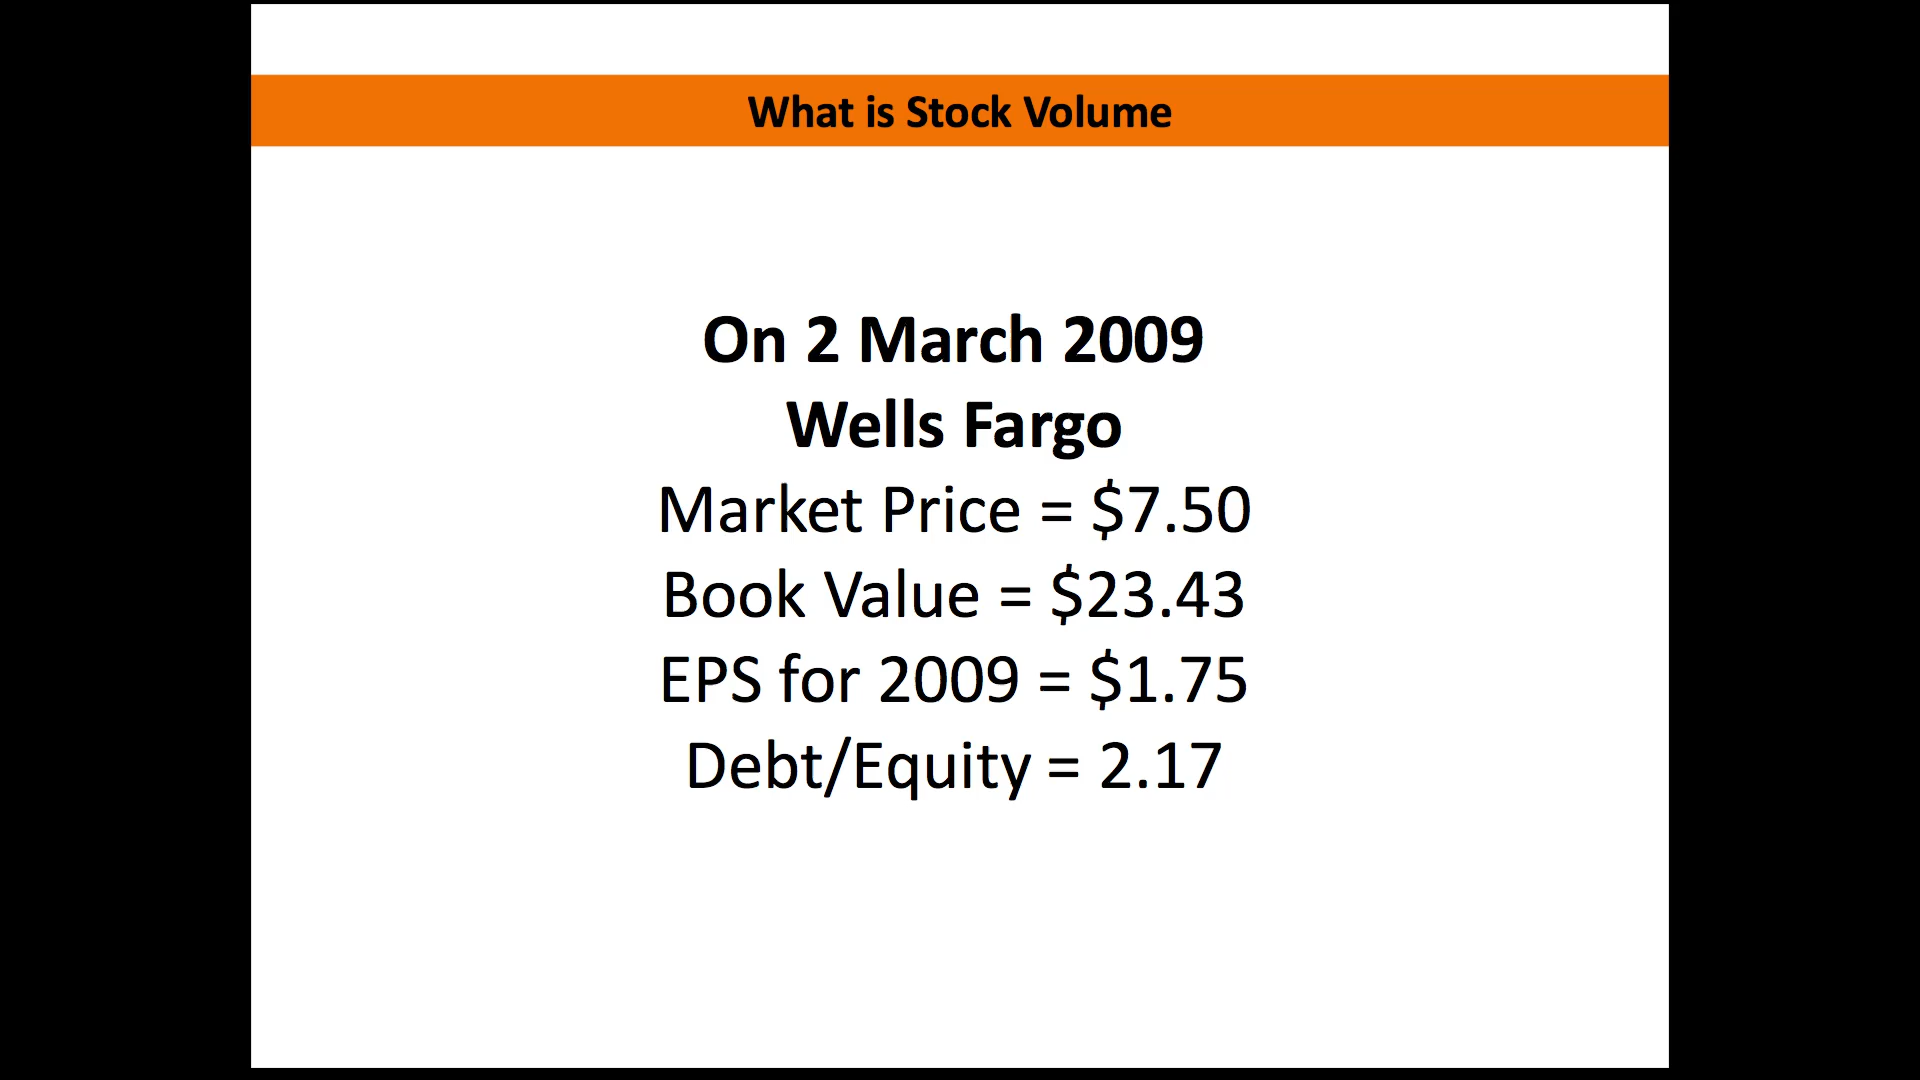 What is Stock Volume
On 2 March 2009
Wells Fargo
Market Price = $7.50
Book Value = $23.43
EPS for 2009 = $1.75
Debt/Equity = 2.17